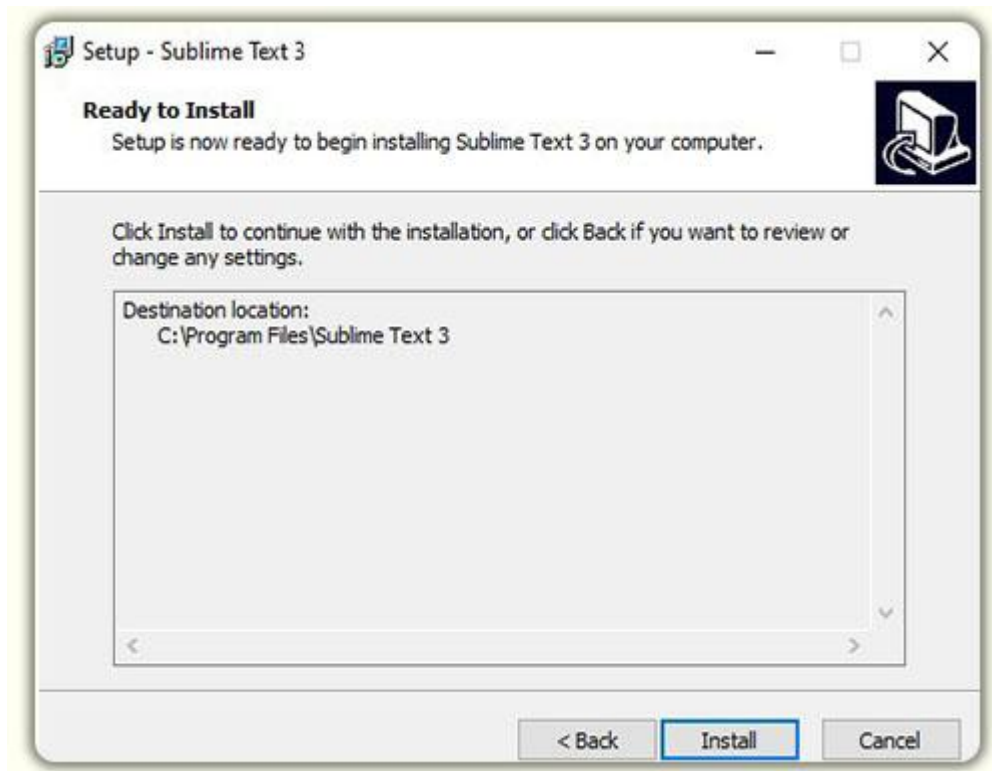 Setup - Sublime Text 3
Ready to Install
Setup is now ready to begin installing Sublime Text 3 on your computer.
Click Install to continue with the installation, or click Back if you want to review or
change any settings.
Destination location:
C:\Program Files\Sublime Text 3
< Back Install Cancel